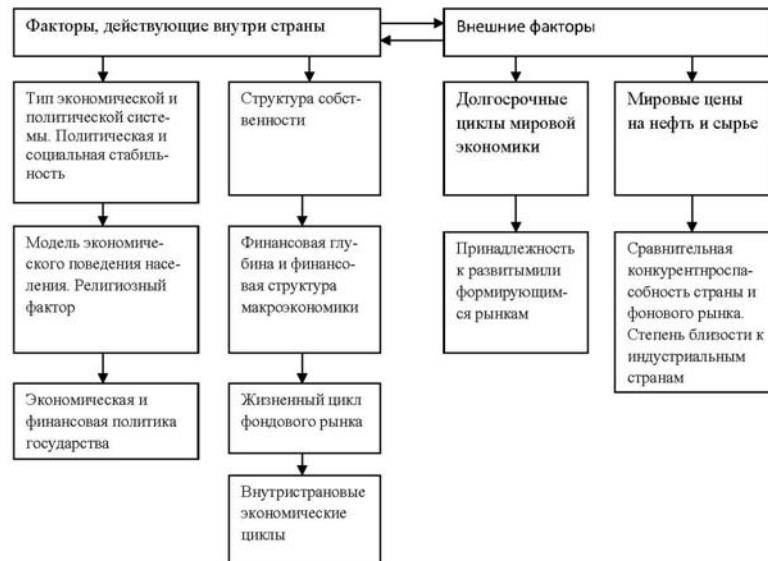 Факторы, действующие внутри страны
Внешние факторы
Тип экономической и
политической систе-
мы. Политическая и
социальная стабиль-
ность
Структура собст-
венности
Долгосрочные
циклы мировой
экономики
Мировые цены
на нефть и сырье
Модель экономиче-
ского поведения насе-
ления. Религиозный
фактор
Финансовая глу-
бина и финансо-
вая структура
макроэкономики
Принадлежность
к развитымили
формирующим-
ся рынкам
Сравнительная
конкурентнроспа-
собность страны и
фонового рынка.
Степень близости к
индустриальным
странам
Экономическая и
финансовая политика
государства
Жизненный цикл
фондового рынка
Внутристрановые
экономические
циклы